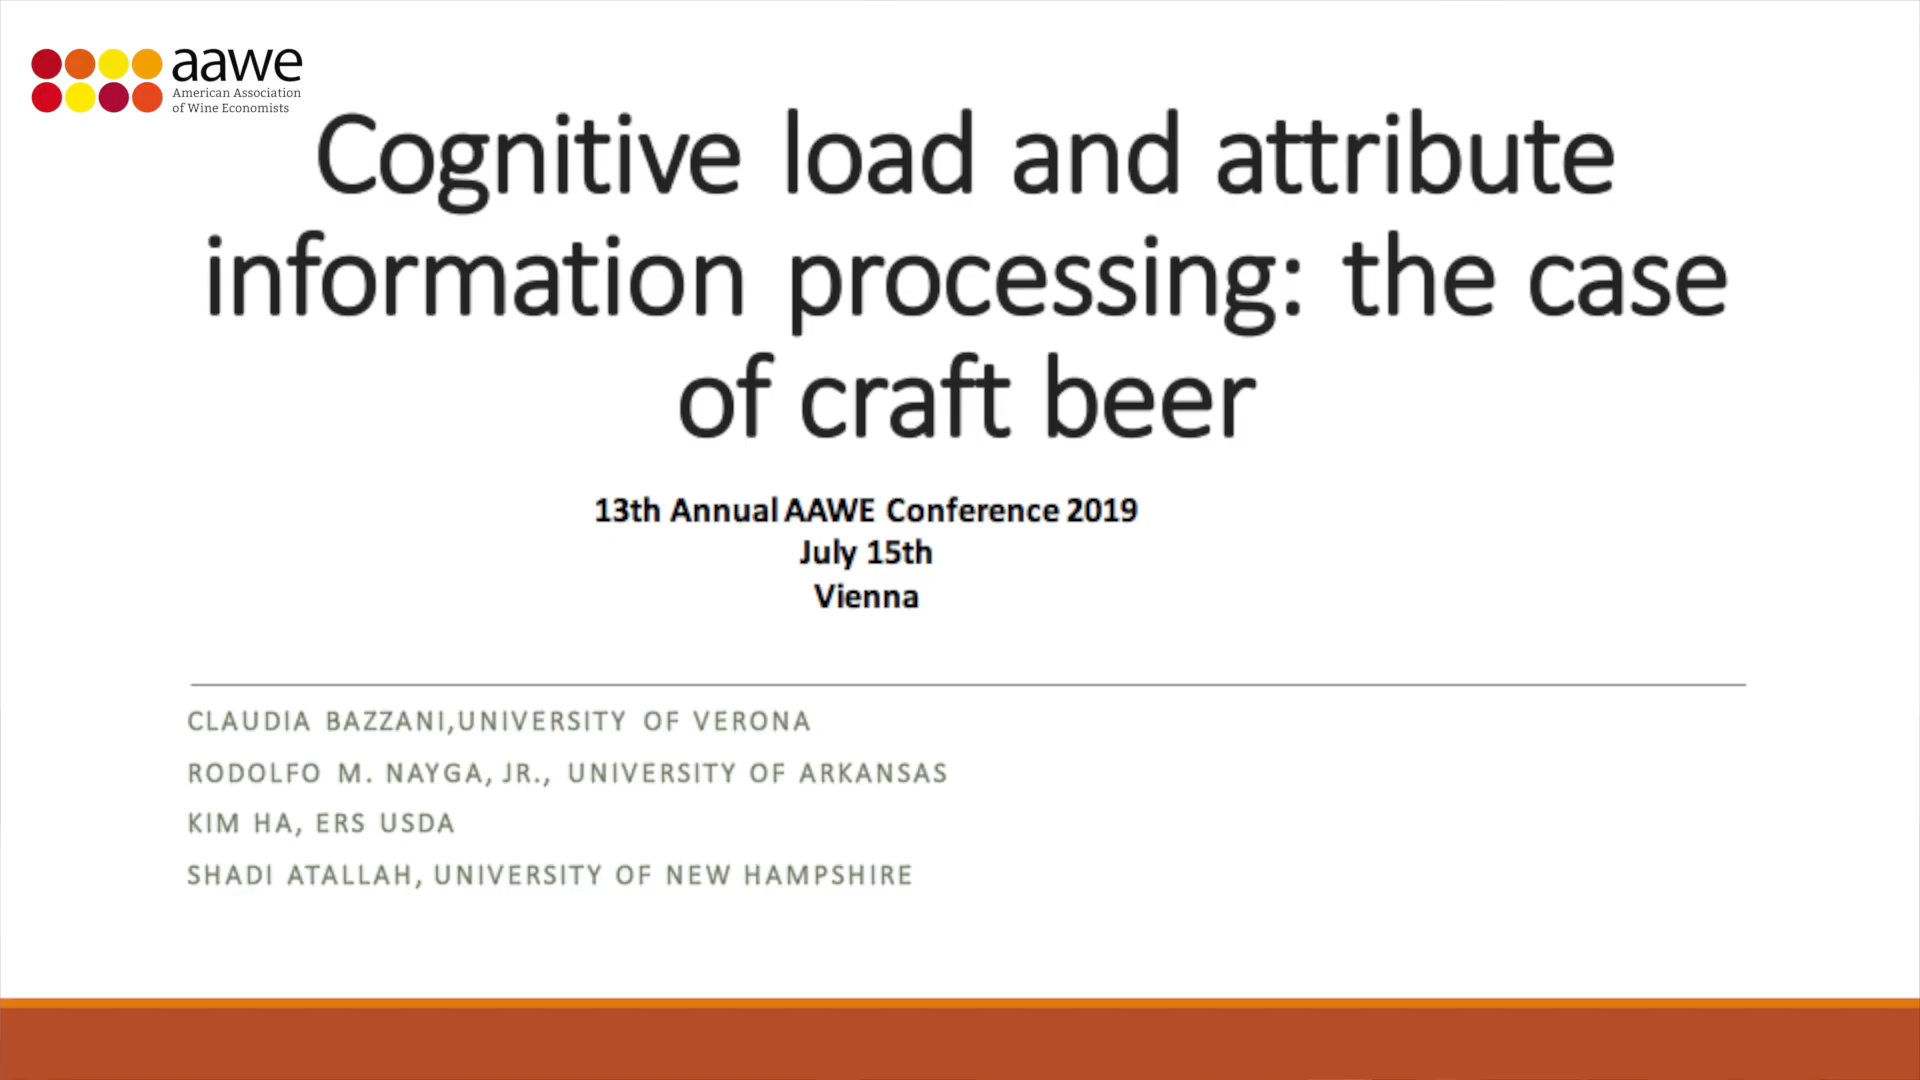 aawe
American Association
of Wine Economists
Cognitive load and attribute
information processing: the case
of craft beer
13th Annual AAWE Conference 2019
July 15th
Vienna
CLAUDIA BAZZANI,UNIVERSITY OF VERONA
RODOLFO M. NAYGA, JR., UNIVERSITY OF ARKANSAS
KIM HA, ERS USDA
SHADI ATALLAH, UNIVERSITY OF NEW HAMPSHIRE